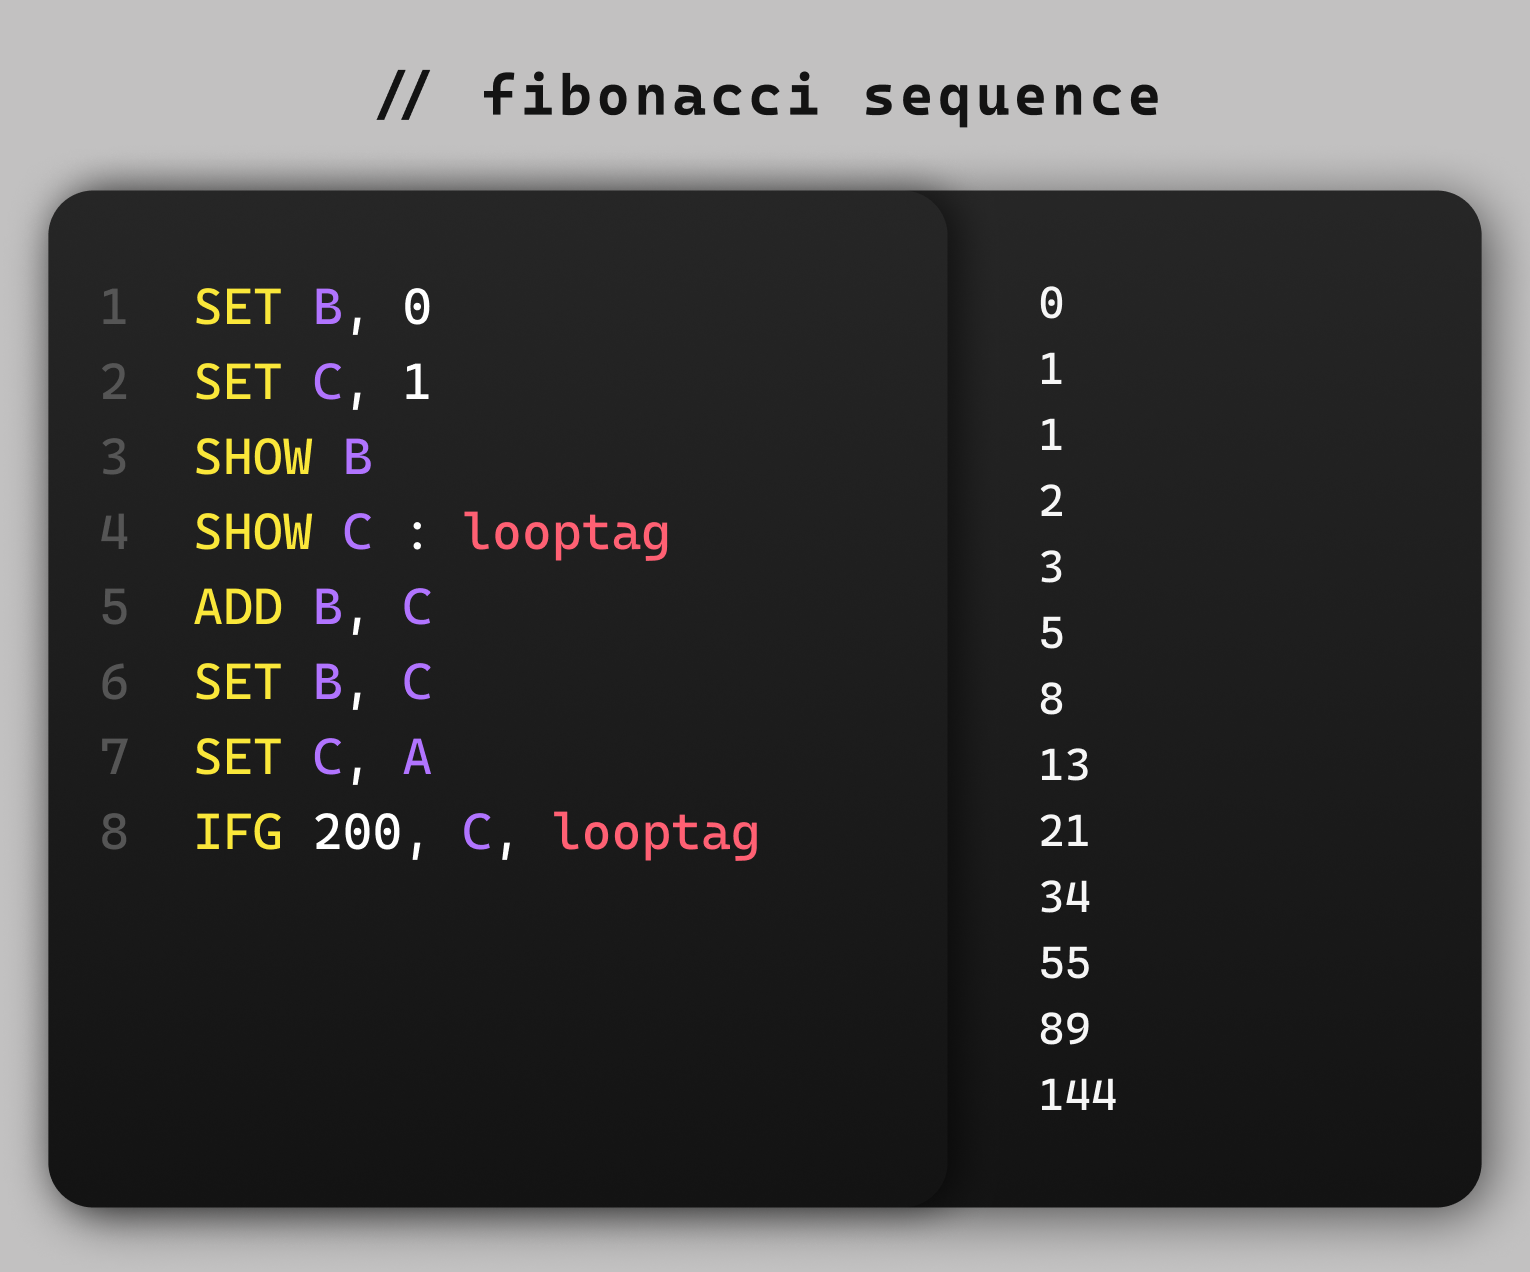 // fibonacci sequence
1 SET B, 0
2 SET C, 1
3 SHOW B
4 SHOW C : looptag
5 ADD B, C
6 SET B, C
7 SET C, A
8 IFG 200, C, looptag
0
1
1
2
3
5
8
13
21
34
55
89
144